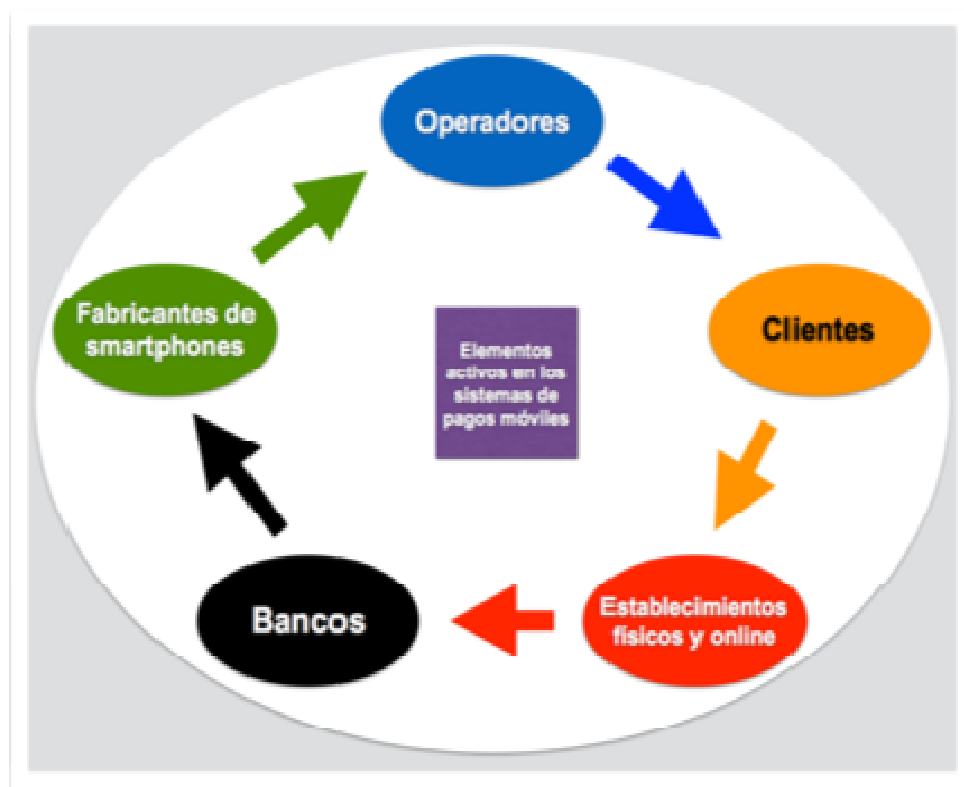 Operadores
Clientes
Establecimientos
físicos y online
Bancos
Fabricantes de
smartphones
Elementos
activos en los
sistemas de
pagos móviles